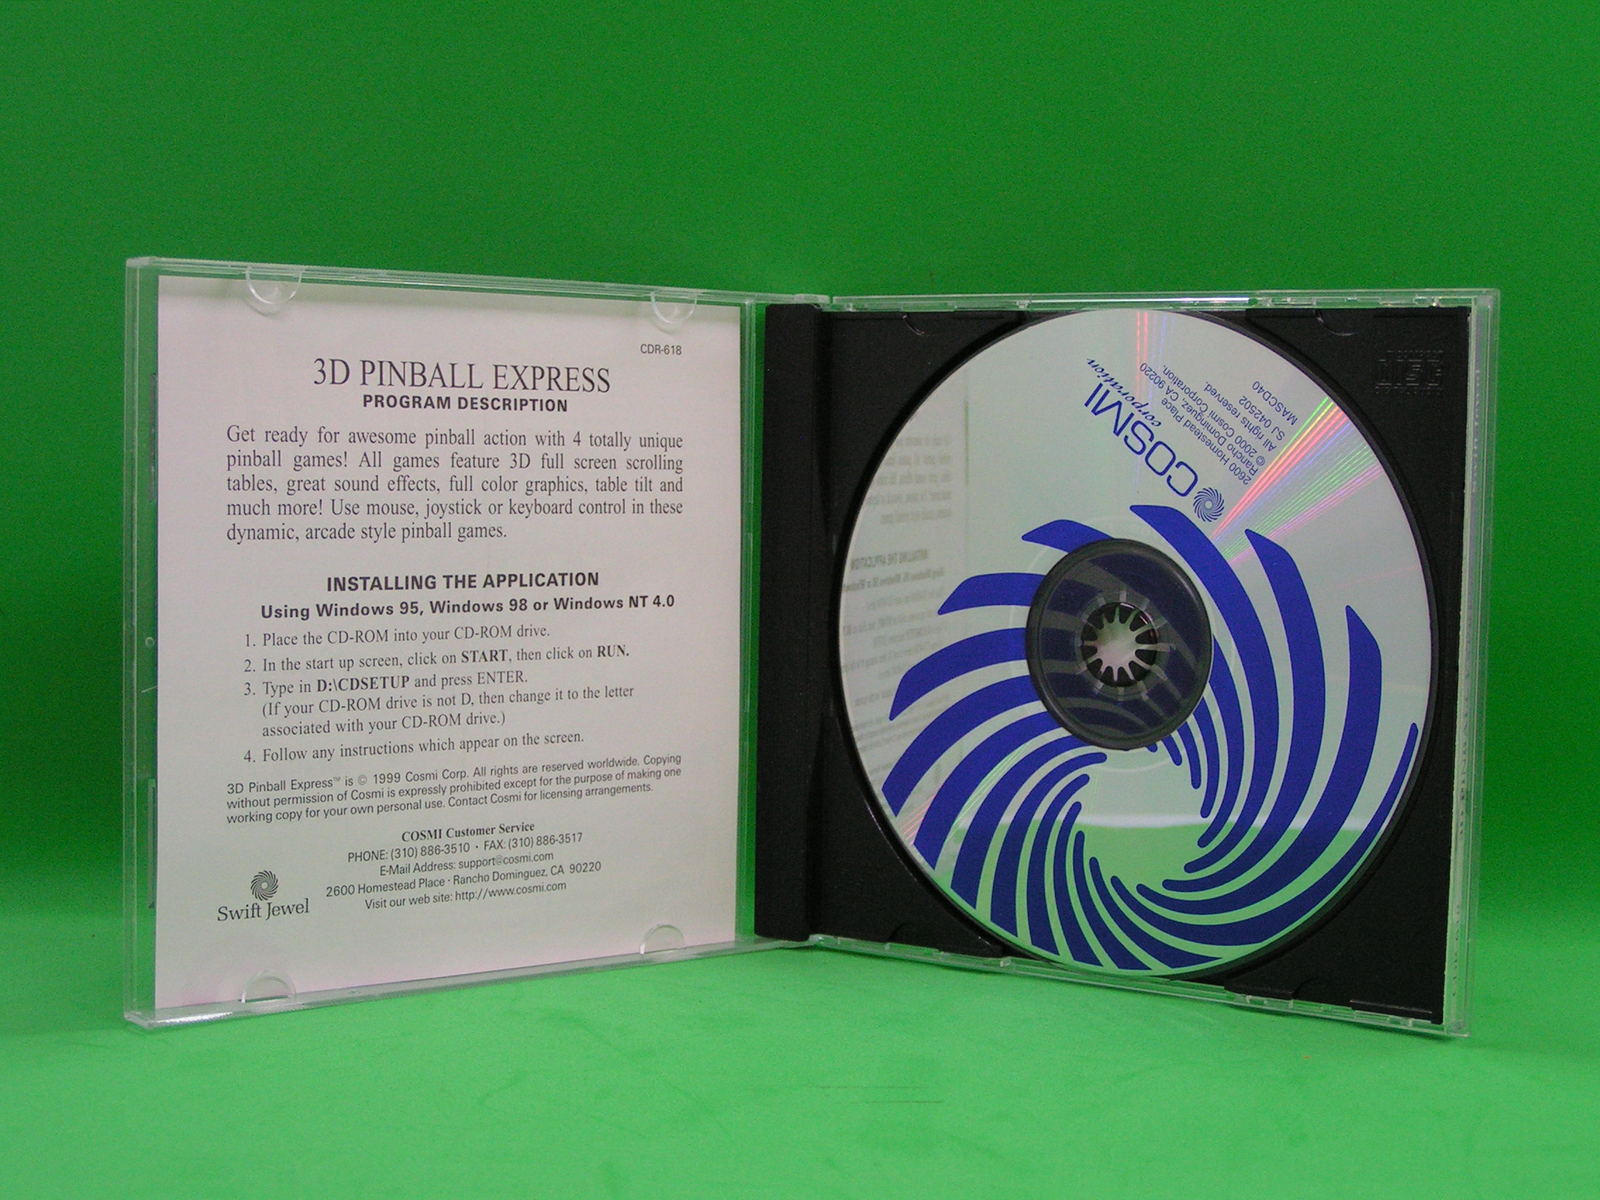 CDR-618
3D PINBALL EXPRESS
PROGRAM DESCRIPTION
Get ready for awesome pinball action with 4 totally unique
pinball games! All games feature 3D full screen scrolling
tables, great sound effects, full color graphics, table tilt and
much more! Use mouse, joystick or keyboard control in these
dynamic, arcade style pinball games.
INSTALLING THE APPLICATION
Using Windows 95, Windows 98 or Windows NT 4.0
1. Place the CD-ROM into your CD-ROM drive.
2. In the start up screen, click on START, then click on RUN.
3. Type in D:\CDSETUP and press ENTER.
(If your CD-ROM drive is not D, then change it to the letter
associated with your CD-ROM drive.)
4. Follow any instructions which appear on the screen.
3D Pinball Express™ is © 1999 Cosmi Corp. All rights are reserved worldwide. Copying
without permission of Cosmi is expressly prohibited except for the purpose of making one
working copy for your own personal use. Contact Cosmi for licensing arrangements.
COSMI Customer Service
PHONE: (310) 886-3510 · FAX: (310) 886-3517
E-Mail Address: support@cosmi.com
2600 Homestead Place · Rancho Dominguez, CA 90220
Visit our web site: http://www.cosmi.com
Swift Jewel
COSMI
corporation
2600 Homestead Place
Rancho Dominguez, CA 90220
© 2000 Cosmi Corporation.
All rights reserved.
SJ 042502
MASCD40